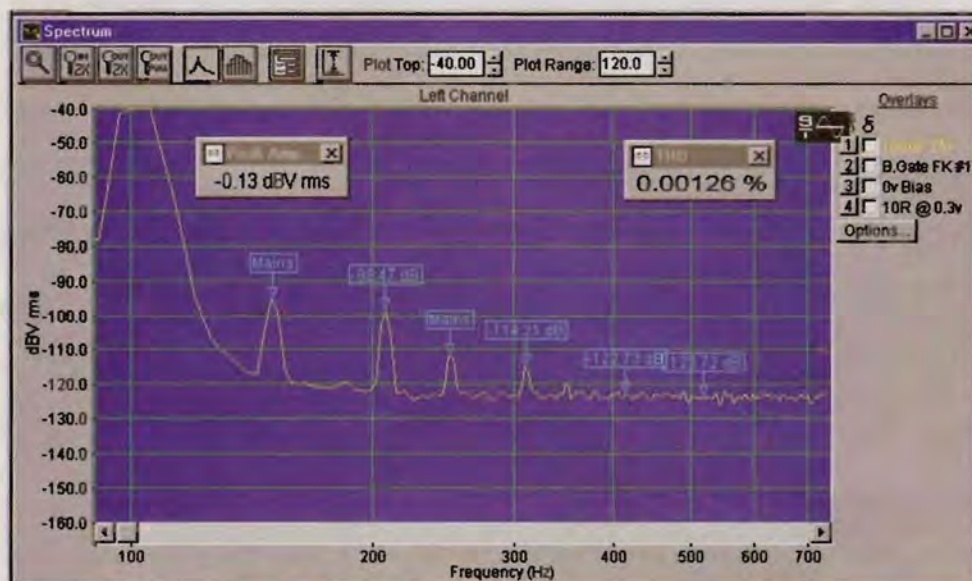 Spectrum
Plot Top: -40.00 Plot Range: 120.0
Left Channel
Overlays
-40.0
-50.0
-60.0
-70.0
-80.0
-90.0
-100.0
-110.0
-120.0
-130.0
-140.0
-150.0
-160.0
dBV rms
-0.13 dBV rms
THD
0.00126 %
Mains
Mains
-114.21 dB
1
2 B.Gate FK#1
3 0v Bias
4 10R @ 0.3v
Options...
100
200
300
400
500
600
700
Frequency (Hz)